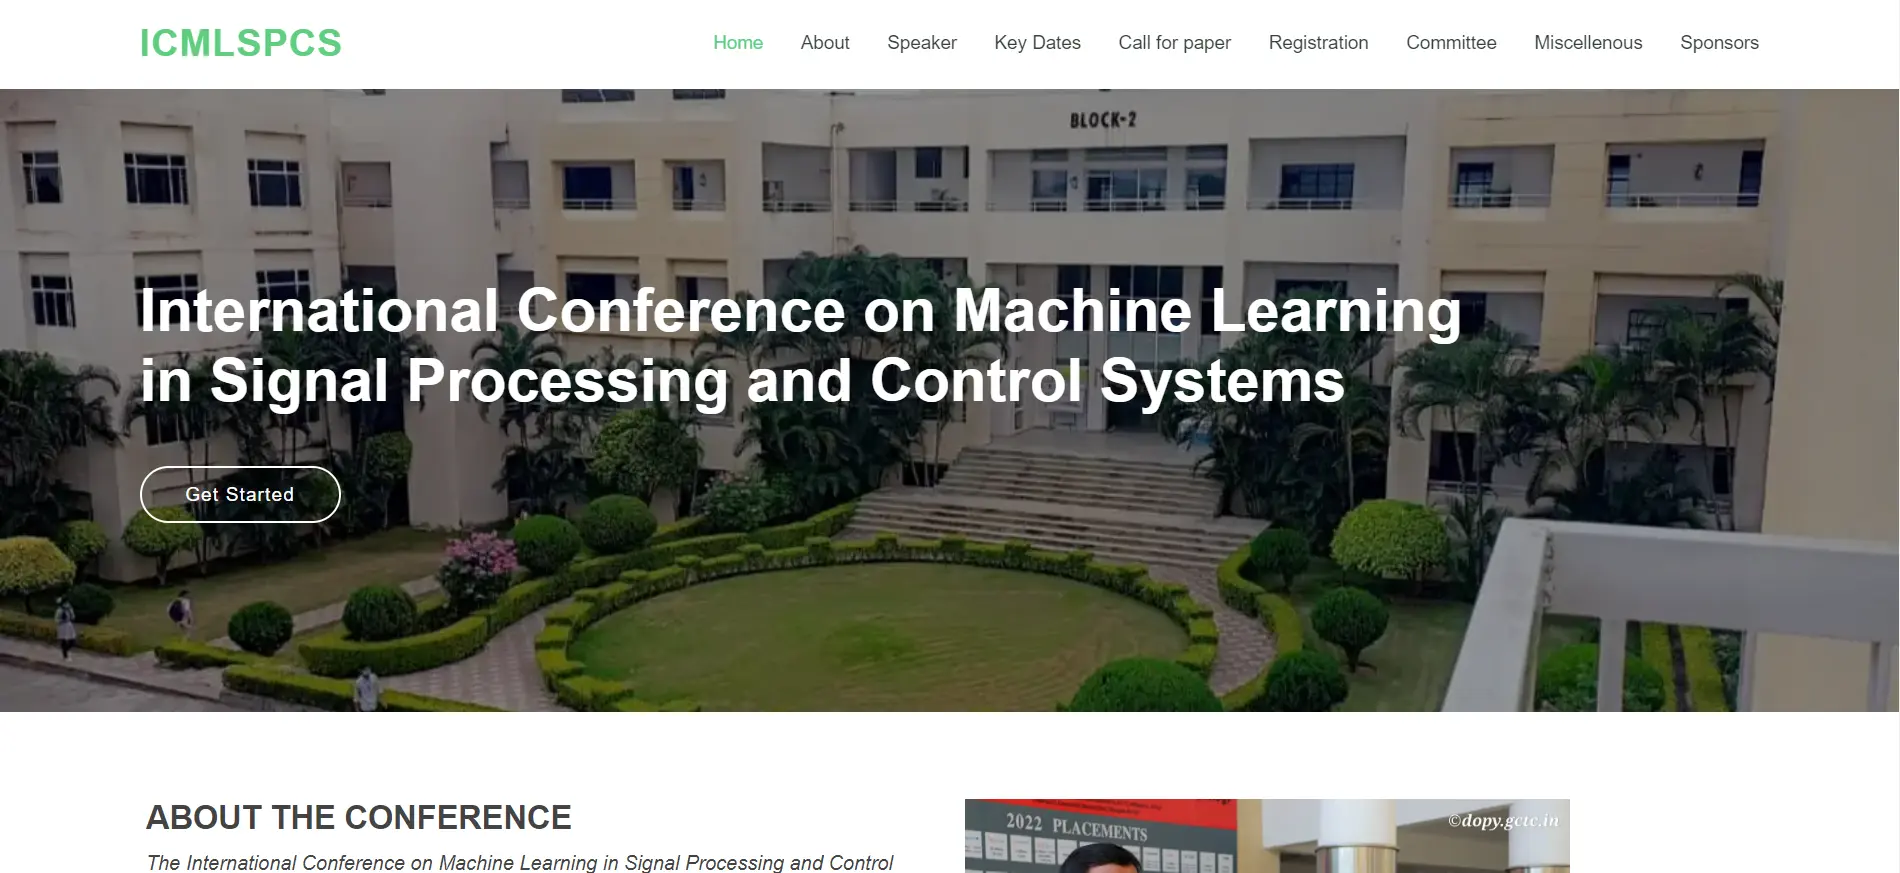 ICMLSPCS
Home About Speaker Key Dates Call for paper Registration Committee Miscellenous Sponsors
BLOCK-2
International Conference on Machine Learning
in Signal Processing and Control Systems
Get Started
ABOUT THE CONFERENCE
The International Conference on Machine Learning in Signal Processing and Control
©dopy.gctc.in
2022 PLACEMENTS